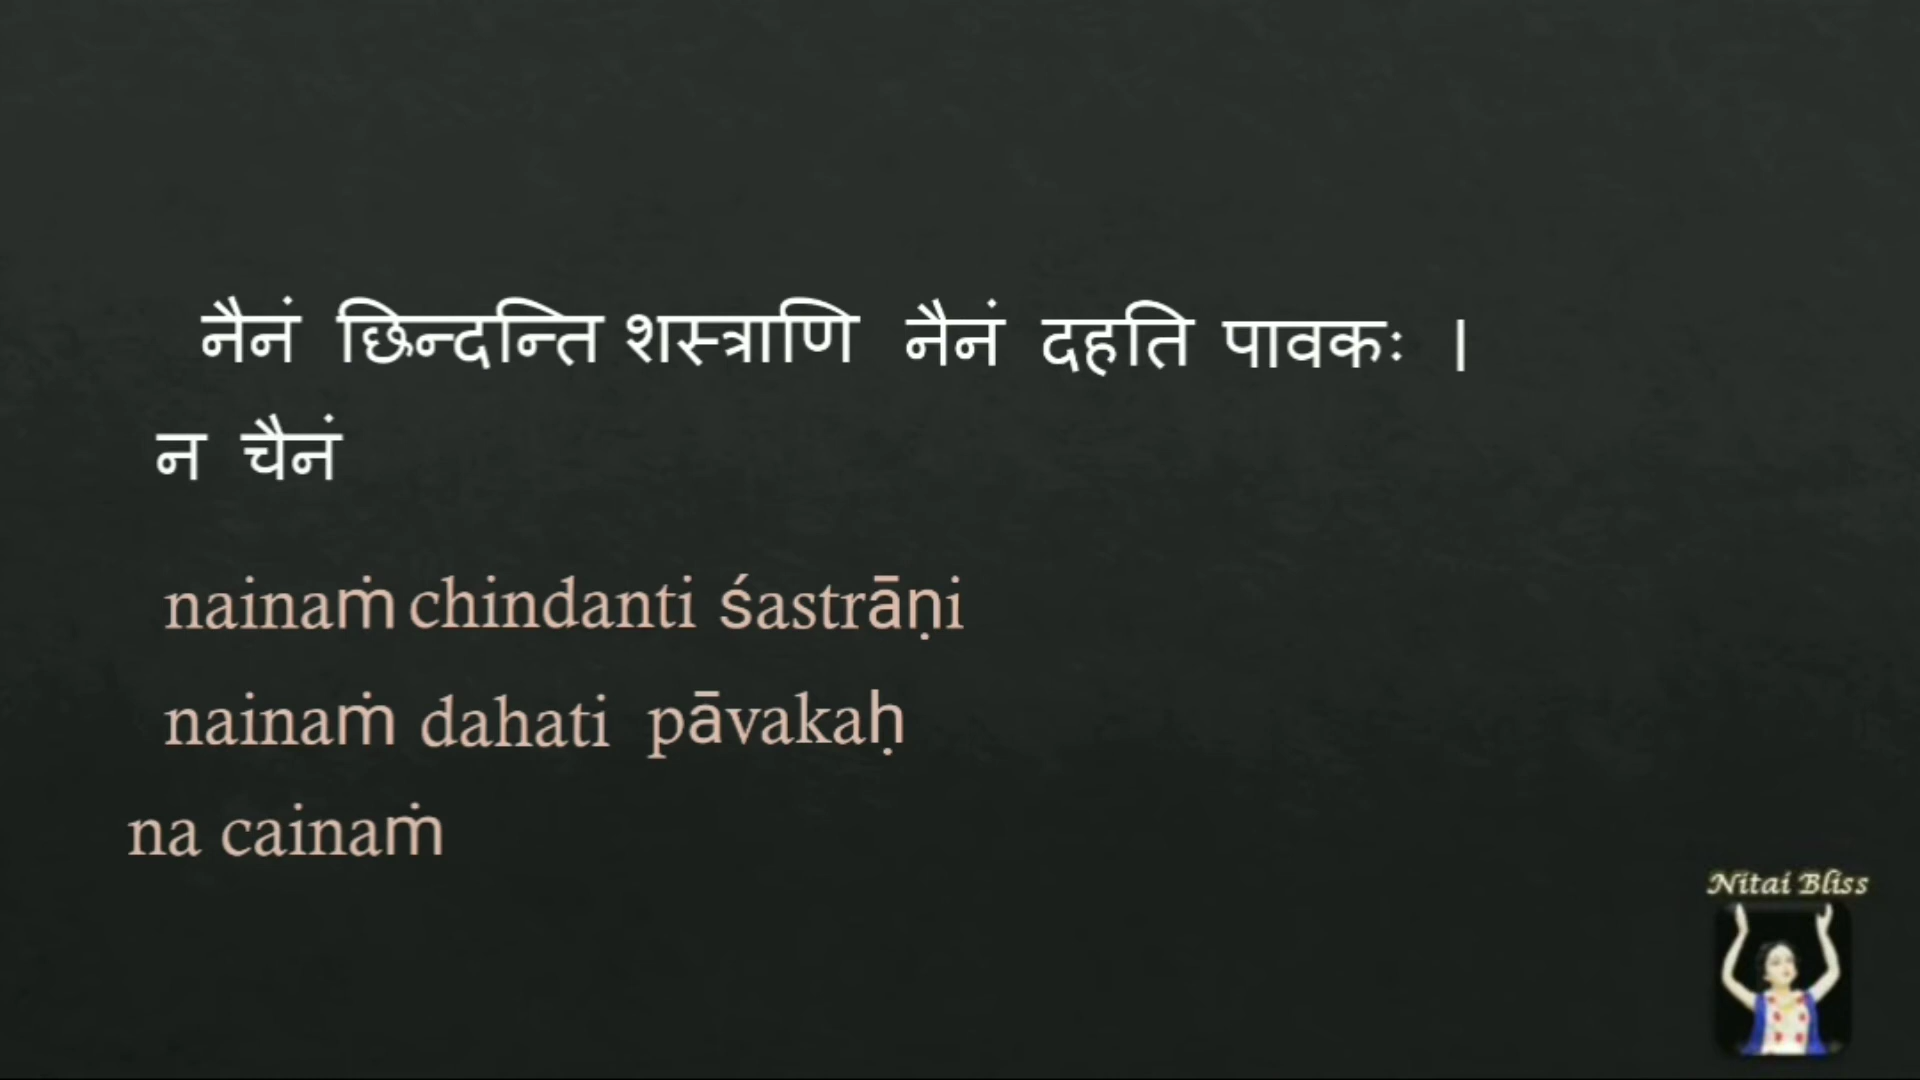 नैनं छिन्दन्ति शस्त्राणि नैनं दहति पावकः ।
न चैनं
nainaṁ chindanti śastrāṇi
nainaṁ dahati pāvakaḥ
na cainaṁ
Nitai Bliss